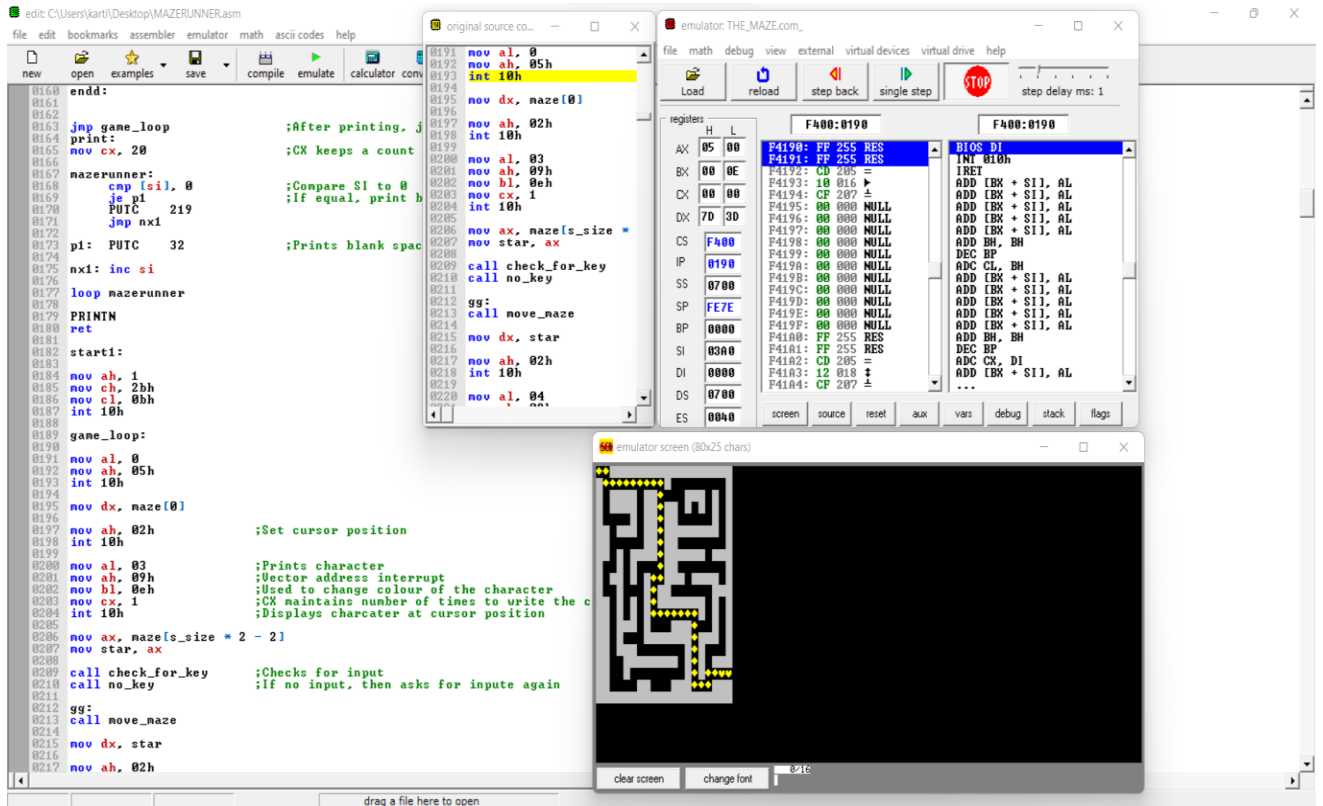 edit: C:\Users\karti\Desktop\MAZERUNNER.asm
file edit bookmarks assembler emulator math ascii codes help
new open examples save compile emulate calculator conv
0160 endd:
0161
0162
0163 jmp game_loop ;After printing, j
0164 print:
0165 mov cx, 20 ;CX keeps a count
0166
0167 mazerunner:
0168 cmp [si], 0 ;Compare SI to 0
0169 je p1 ;If equal, print b
0170 PUTC 219
0171 jmp nx1
0172
0173 p1: PUTC 32 ;Prints blank spac
0174
0175 nx1: inc si
0176
0177 loop mazerunner
0178
0179 PRINTN
0180 ret
0181
0182 start1:
0183
0184 mov ah, 1
0185 mov ch, 2bh
0186 mov cl, 0bh
0187 int 10h
0188
0189 game_loop:
0190
0191 mov al, 0
0192 mov ah, 05h
0193 int 10h
0194
0195 mov dx, maze[0]
0196
0197 mov ah, 02h ;Set cursor position
0198 int 10h
0199
0200 mov al, 03 ;Prints character
0201 mov ah, 09h ;Vector address interrupt
0202 mov bl, 0eh ;Used to change colour of the character
0203 mov cx, 1 ;CX maintains number of times to write the c
0204 int 10h ;Displays charcater at cursor position
0205
0206 mov ax, maze[s_size * 2 - 2]
0207 mov star, ax
0208
0209 call check_for_key ;Checks for input
0210 call no_key ;If no input, then asks for inpute again
0211
0212 gg:
0213 call move_maze
0214
0215 mov dx, star
0216
0217 mov ah, 02h
drag a file here to open
original source co...
0191 mov al, 0
0192 mov ah, 05h
0193 int 10h
0194
0195 mov dx, maze[0]
0196
0197 mov ah, 02h
0198 int 10h
0199
0200 mov al, 03
0201 mov ah, 09h
0202 mov bl, 0eh
0203 mov cx, 1
0204 int 10h
0205
0206 mov ax, maze[s_size *
0207 mov star, ax
0208
0209 call check_for_key
0210 call no_key
0211
0212 gg:
0213 call move_maze
0214
0215 mov dx, star
0216
0217 mov ah, 02h
0218 int 10h
0219
0220 mov al, 04
emulator: THE_MAZE.com_
file math debug view external virtual devices virtual drive help
Load reload step back single step STOP step delay ms: 1
registers F400:0190 F400:0190
H L
AX 05 00
BX 00 0E
CX 00 00
DX 7D 3D
CS F400
IP 0190
SS 0700
SP FE7E
BP 0000
SI 03A0
DI 0000
DS 0700
ES 0040
F4190: FF 255 RES
F4191: FF 255 RES
F4192: CD 205 =
F4193: 10 016 ►
F4194: CF 207 ╧
F4195: 00 000 NULL
F4196: 00 000 NULL
F4197: 00 000 NULL
F4198: 00 000 NULL
F4199: 00 000 NULL
F419A: 00 000 NULL
F419B: 00 000 NULL
F419C: 00 000 NULL
F419D: 00 000 NULL
F419E: 00 000 NULL
F419F: 00 000 NULL
F41A0: FF 255 RES
F41A1: FF 255 RES
F41A2: CD 205 =
F41A3: 12 018 ↕
F41A4: CF 207 ╧
BIOS DI
INT 010h
IRET
ADD [BX + SI], AL
ADD [BX + SI], AL
ADD [BX + SI], AL
ADD [BX + SI], AL
ADD [BX + SI], AL
ADD BH, BH
DEC BP
ADC CL, BH
ADD [BX + SI], AL
ADD [BX + SI], AL
ADD [BX + SI], AL
ADD [BX + SI], AL
ADD [BX + SI], AL
ADD BH, BH
DEC BP
ADC CX, DI
ADD [BX + SI], AL
...
screen source reset aux vars debug stack flags
emulator screen (80x25 chars)
clear screen change font 0/16